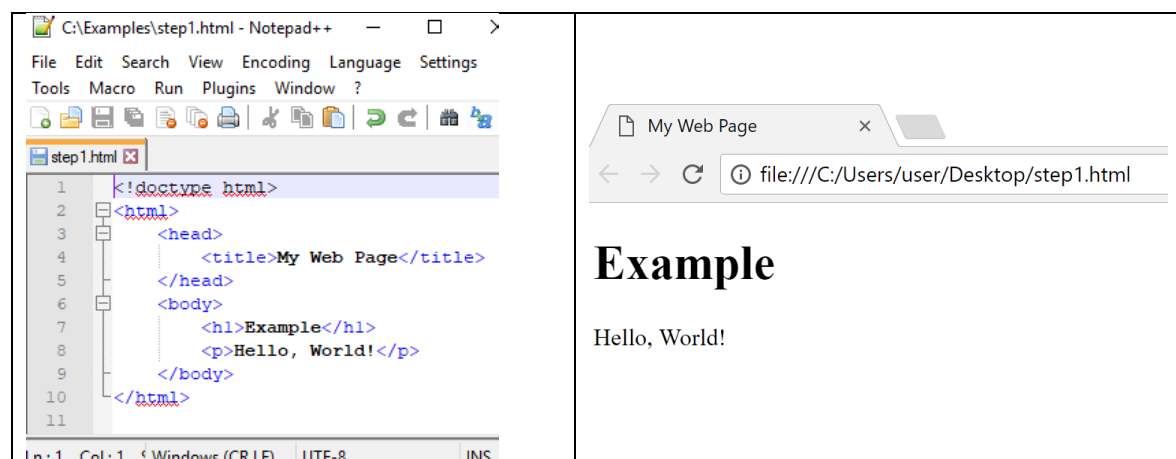 C:\Examples\step1.html - Notepad++
File Edit Search View Encoding Language Settings
Tools Macro Run Plugins Window ?
step1.html
1 <!doctype html>
2 <html>
3 <head>
4 <title>My Web Page</title>
5 </head>
6 <body>
7 <h1>Example</h1>
8 <p>Hello, World!</p>
9 </body>
10 </html>
11
Ln : 1 Col : 1 Windows (CR LF) UTF-8 INS
My Web Page
file:///C:/Users/user/Desktop/step1.html
Example
Hello, World!